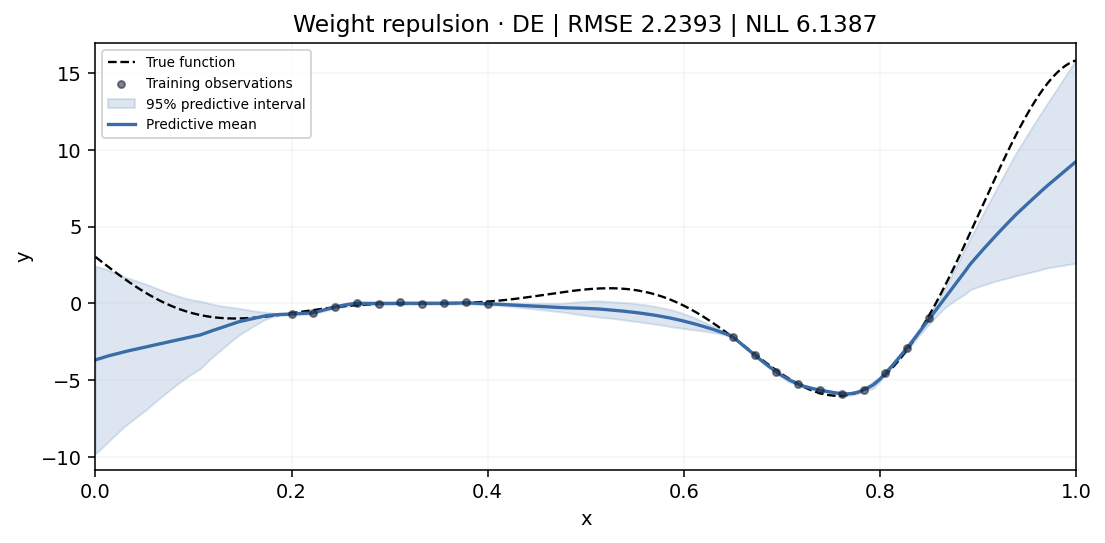 Weight repulsion · DE | RMSE 2.2393 | NLL 6.1387
True function
Training observations
95% predictive interval
Predictive mean
15
10
5
0
−5
−10
y
0.0 0.2 0.4 0.6 0.8 1.0
x